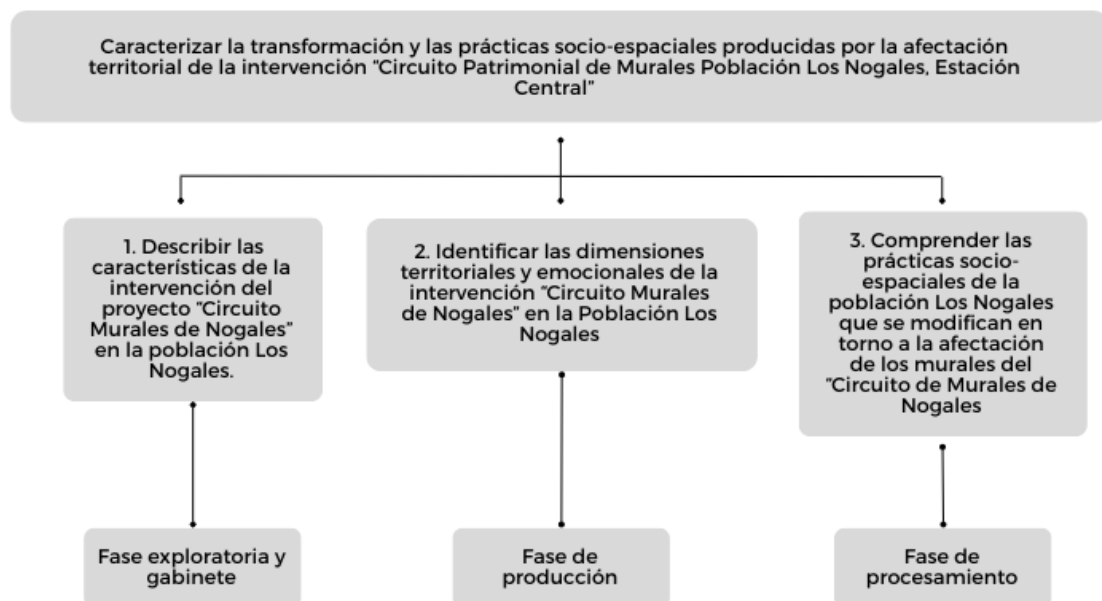 Caracterizar la transformación y las prácticas socio-espaciales producidas por la afectación
territorial de la intervención "Circuito Patrimonial de Murales Población Los Nogales, Estación
Central"
1. Describir las
características de la
intervención del
proyecto "Circuito
Murales de Nogales"
en la población Los
Nogales.
2. Identificar las dimensiones
territoriales y emocionales de la
intervención "Circuito Murales
de Nogales" en la Población Los
Nogales
3. Comprender las
prácticas socio-
espaciales de la
población Los Nogales
que se modifican en
torno a la afectación
de los murales del
"Circuito de Murales de
Nogales
Fase exploratoria y
gabinete
Fase de
producción
Fase de
procesamiento